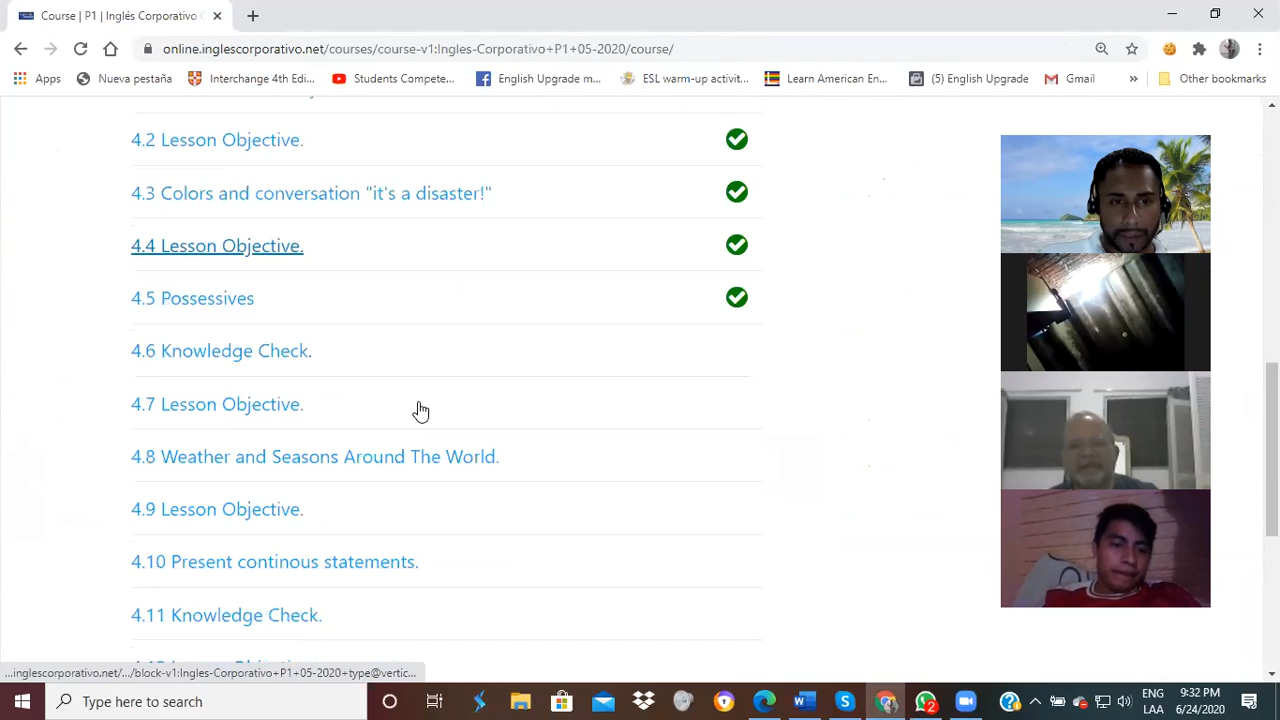 Course | P1 | Inglés Corporativo C
online.inglescorporativo.net/courses/course-v1:Ingles-Corporativo+P1+05-2020/course/
Apps
Nueva pestaña
Interchange 4th Edi...
Students Compete...
English Upgrade m...
ESL warm-up activit...
Learn American En...
(5) English Upgrade
Gmail
»
Other bookmarks
4.2 Lesson Objective.
4.3 Colors and conversation "it's a disaster!"
4.4 Lesson Objective.
4.5 Possessives
4.6 Knowledge Check.
4.7 Lesson Objective.
4.8 Weather and Seasons Around The World.
4.9 Lesson Objective.
4.10 Present continous statements.
4.11 Knowledge Check.
...inglescorporativo.net/.../block-v1:Ingles-Corporativo+P1+05-2020+type@vertic...
Type here to search
2
ENG
LAA
9:32 PM
6/24/2020